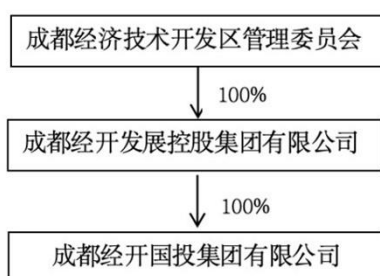 成都经济技术开发区管理委员会
100%
成都经开发展控股集团有限公司
100%
成都经开国投集团有限公司